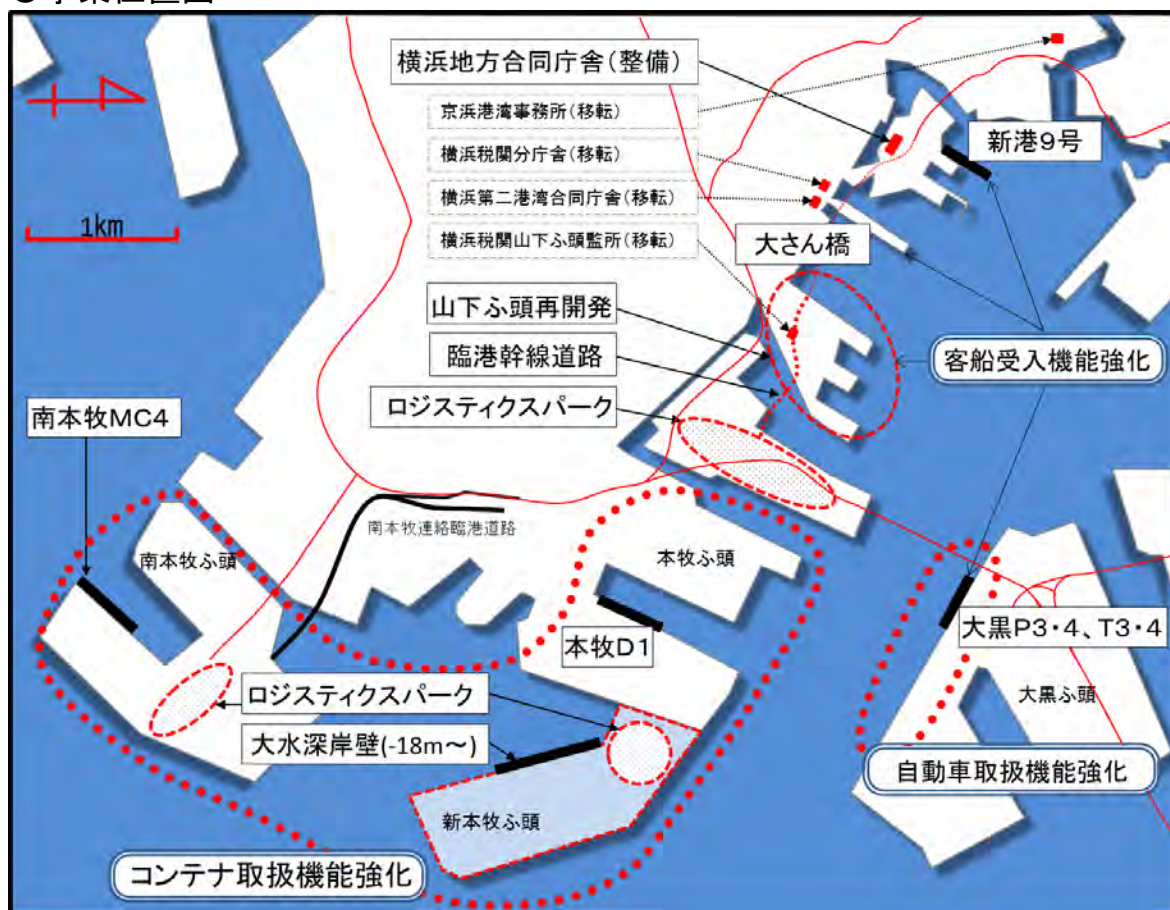 横浜地方合同庁舎(整備)
京浜港湾事務所(移転)
横浜税関分庁舎(移転)
横浜第二港湾合同庁舎(移転)
横浜税関山下ふ頭監所(移転)
新港9号
大さん橋
1km
山下ふ頭再開発
臨港幹線道路
ロジスティクスパーク
客船受入機能強化
南本牧MC4
南本牧連絡臨港道路
南本牧ふ頭
本牧ふ頭
本牧D1
大黒P3・4、T3・4
大黒ふ頭
ロジスティクスパーク
大水深岸壁(-18m~)
自動車取扱機能強化
新本牧ふ頭
コンテナ取扱機能強化